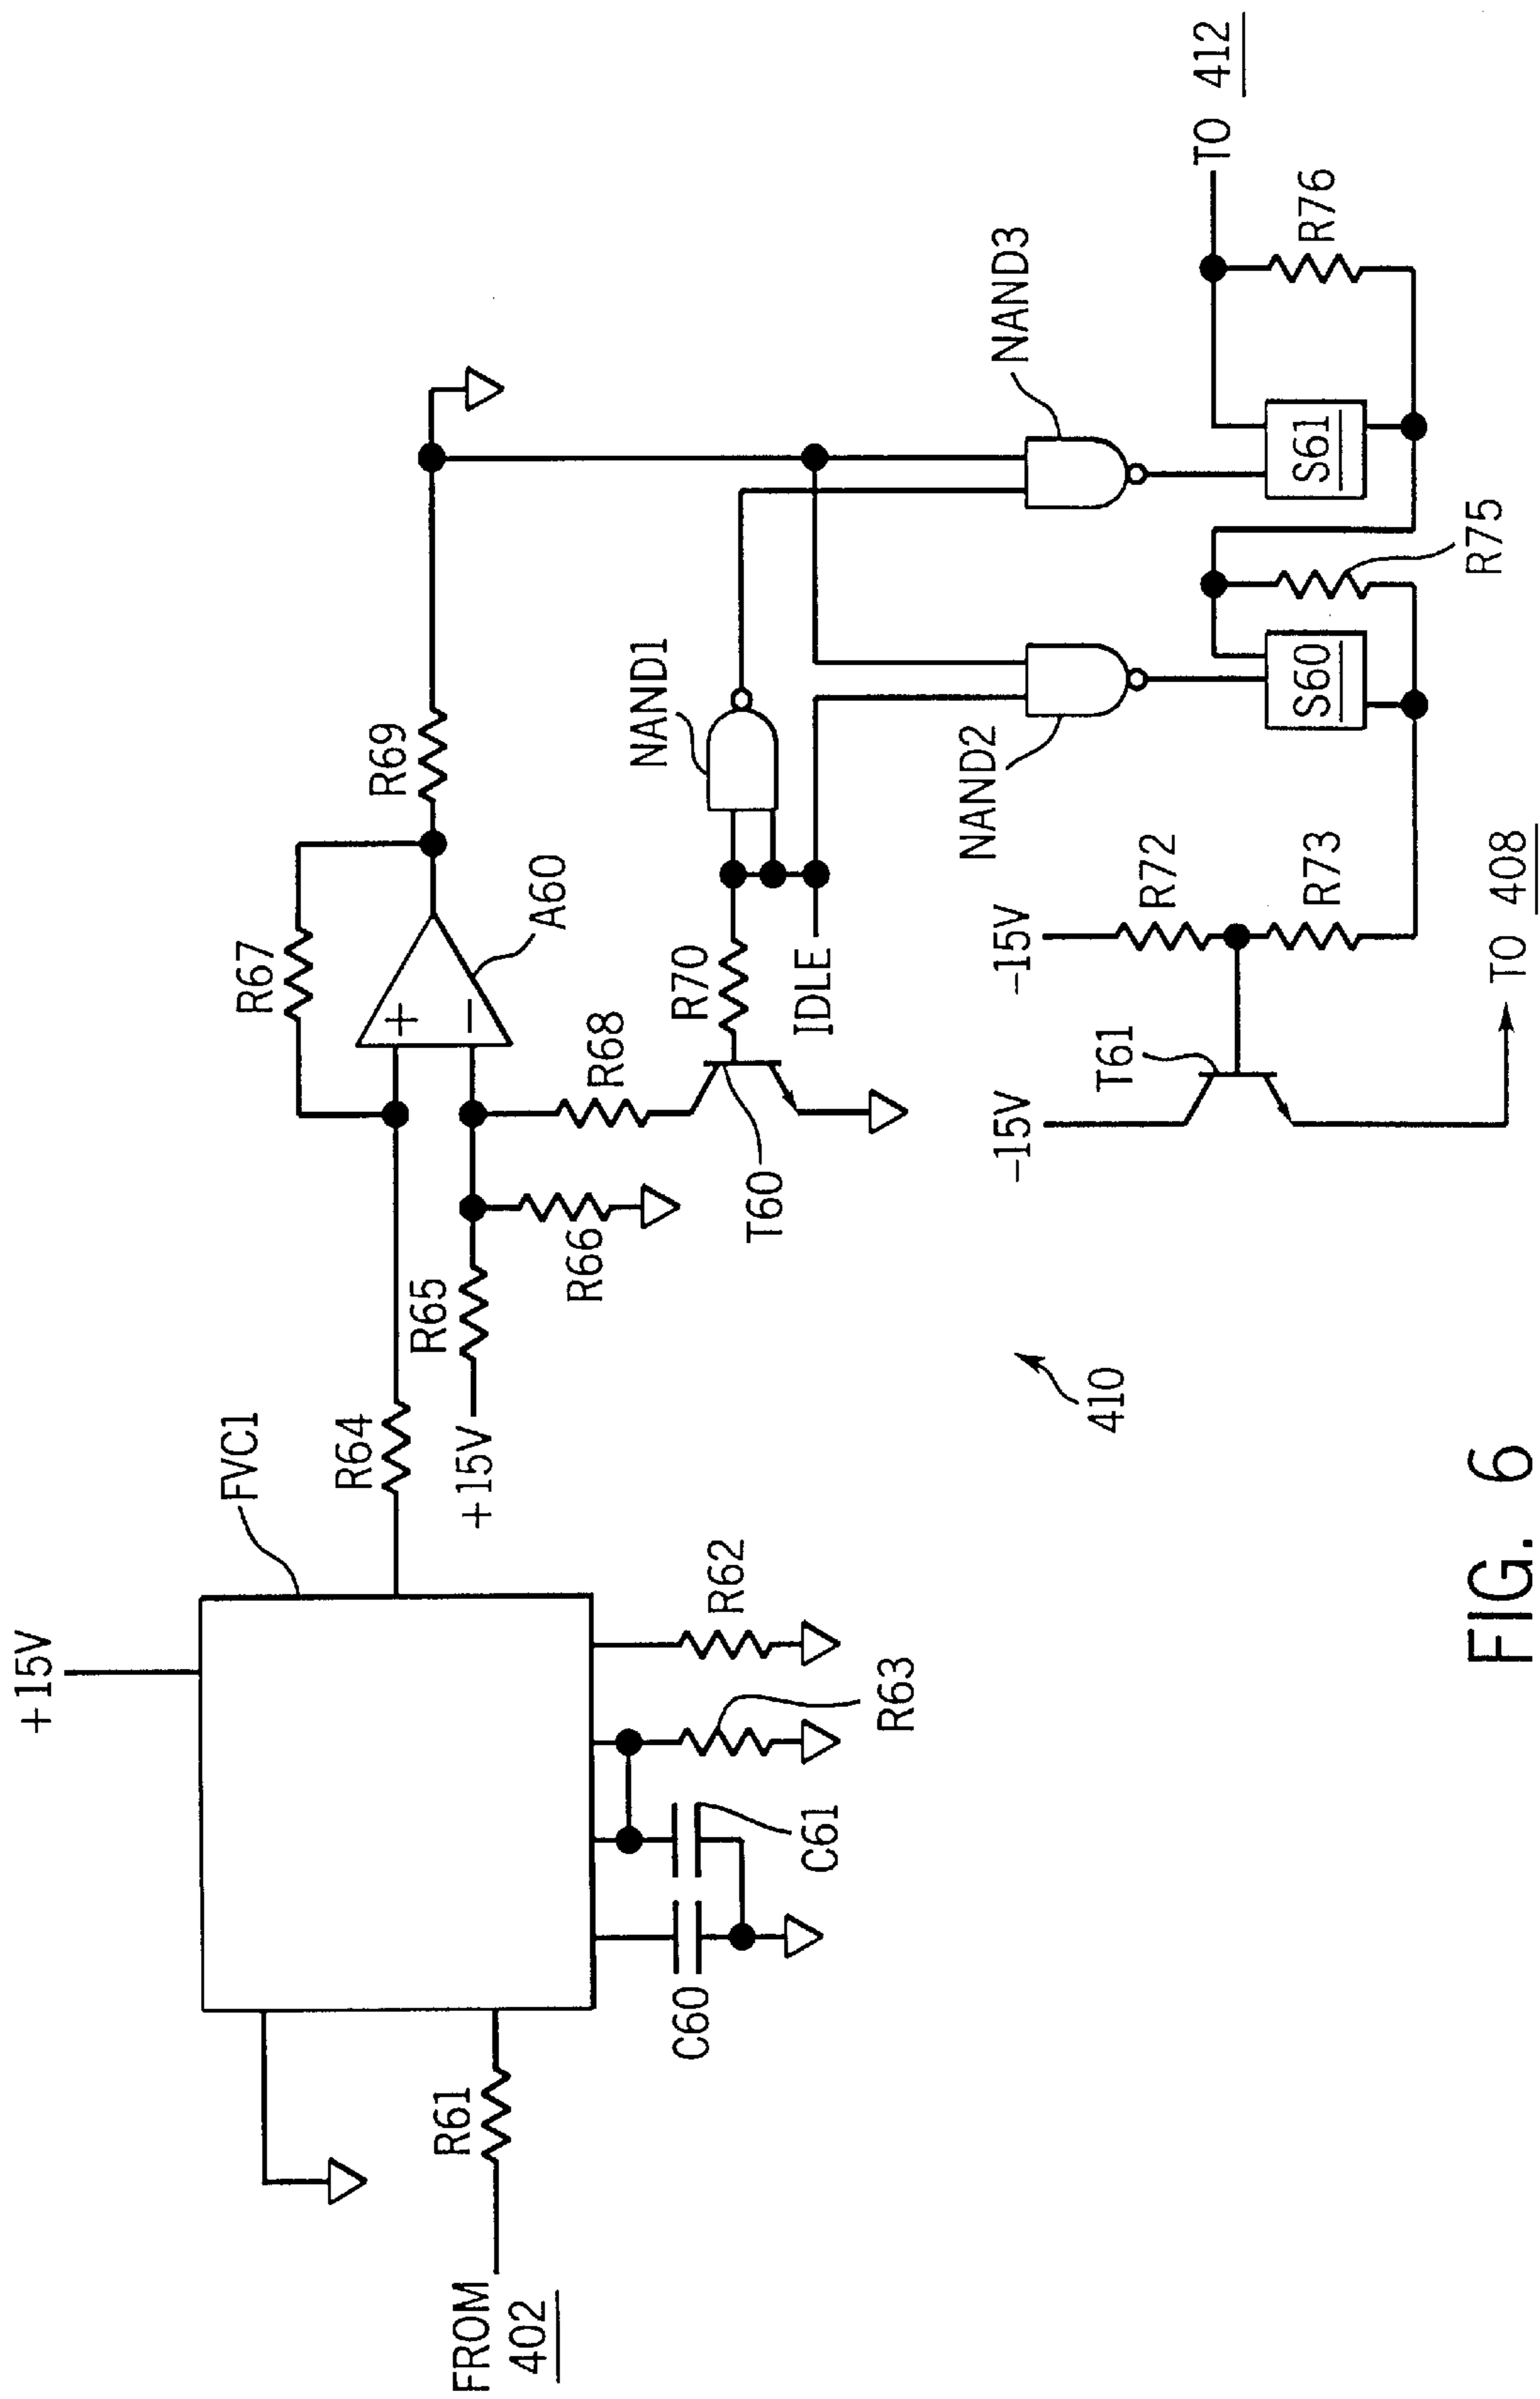 +15V
FVC1
R64
R67
A60
R69
FROM
402
R61
C60
C61
R63
R62
+15V
R65
R66
R68
T60
R70
IDLE
NAND1
NAND2
NAND3
410
-15V
T61
-15V
R72
R73
S60
R75
S61
R76
TO 412
TO 408
FIG. 6